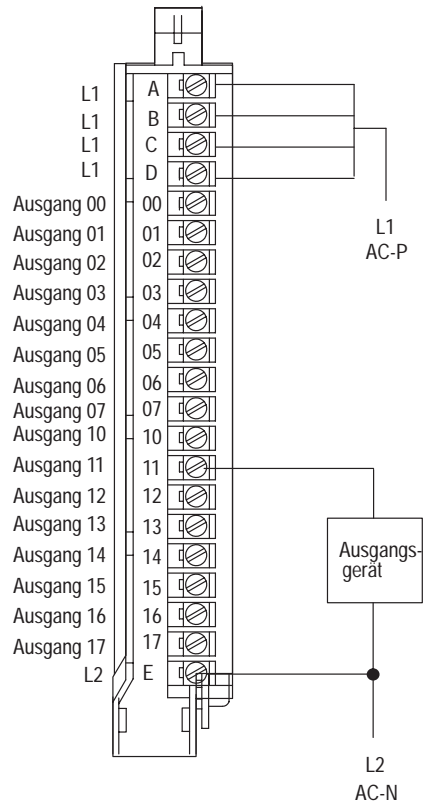 L1 A
L1 B
L1 C
L1 D
Ausgang 00 00
Ausgang 01 01
Ausgang 02 02
Ausgang 03 03
Ausgang 04 04
Ausgang 05 05
Ausgang 06 06
Ausgang 07 07
Ausgang 10 10
Ausgang 11 11
Ausgang 12 12
Ausgang 13 13
Ausgang 14 14
Ausgang 15 15
Ausgang 16 16
Ausgang 17 17
L2 E
L1
AC-P
Ausgangs-
gerät
L2
AC-N